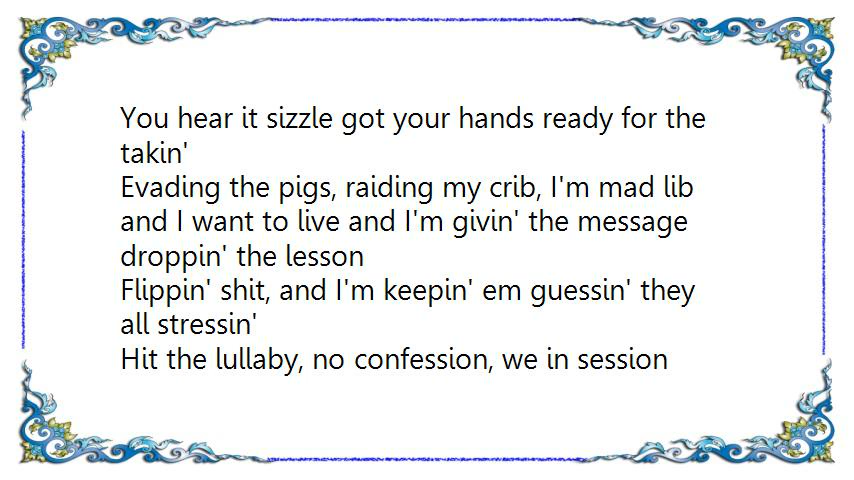 You hear it sizzle got your hands ready for the
takin'
Evading the pigs, raiding my crib, I'm mad lib
and I want to live and I'm givin' the message
droppin' the lesson
Flippin' shit, and I'm keepin' em guessin' they
all stressin'
Hit the lullaby, no confession, we in session